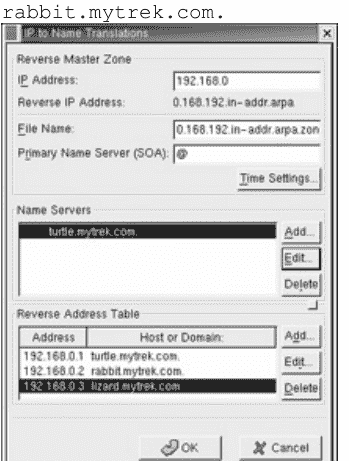 rabbit.mytrek.com.
IP to Name Translations
Reverse Master Zone
IP Address: 192.168.0
Reverse IP Address: 0.168.192.in-addr.arpa
File Name: 0.168.192.in-addr.arpa.zon
Primary Name Server (SOA): @
Time Settings...
Name Servers
turtle.mytrek.com. Add...
Edit...
Delete
Reverse Address Table
Address Host or Domain: Add...
192.168.0.1 turtle.mytrek.com.
192.168.0.2 rabbit.mytrek.com. Edit...
192.168.0.3 lizard.mytrek.com Delete
OK Cancel